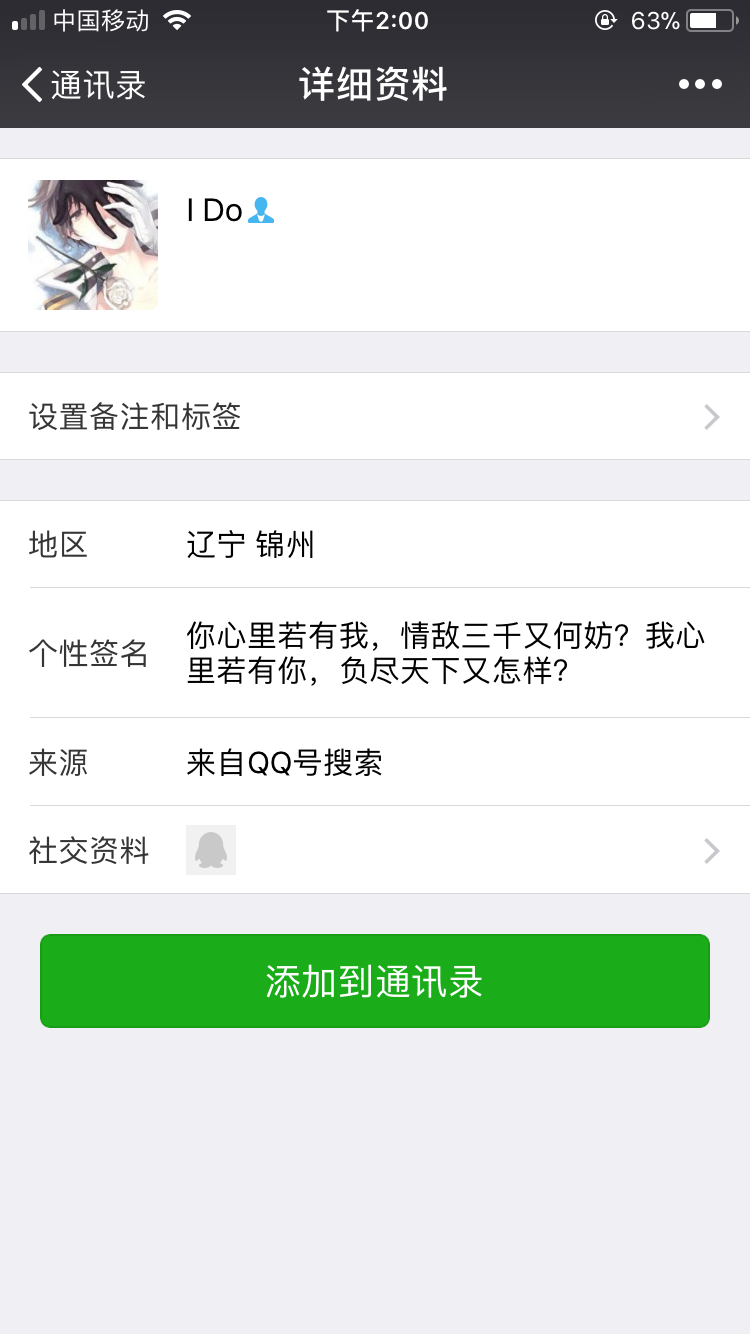 中国移动 下午2:00 63%
通讯录 详细资料
I Do
设置备注和标签
地区 辽宁 锦州
个性签名 你心里若有我，情敌三千又何妨？我心
里若有你，负尽天下又怎样？
来源 来自QQ号搜索
社交资料
添加到通讯录